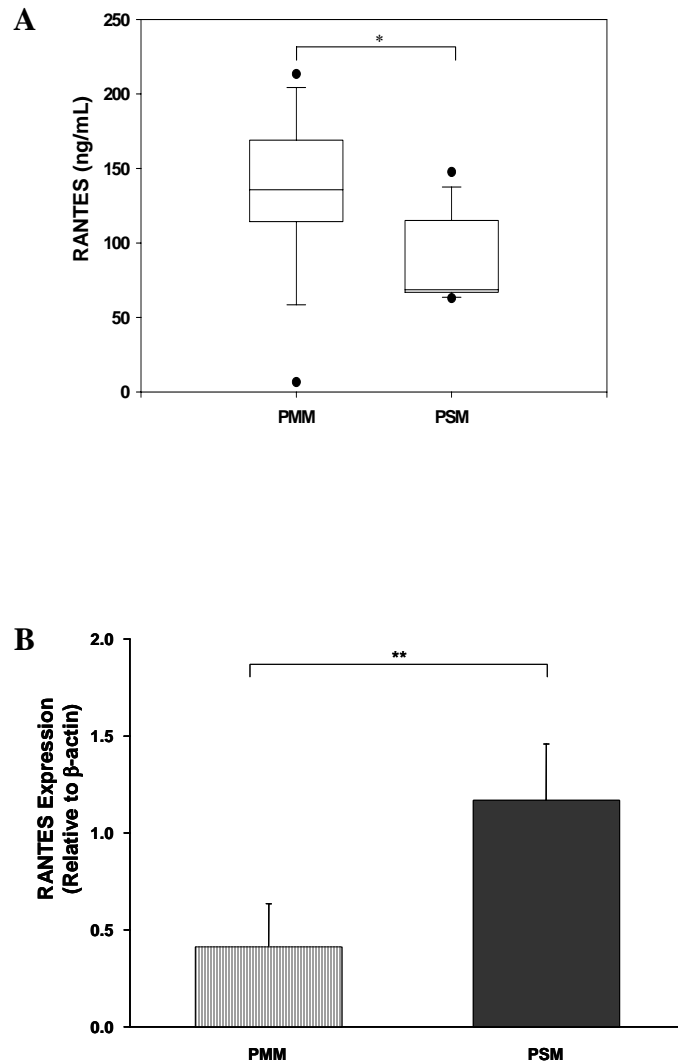 A
250
200
150
100
50
0
RANTES (ng/mL)
*
PMM PSM
B
2.0
1.5
1.0
0.5
0.0
RANTES Expression
(Relative to β-actin)
**
PMM PSM